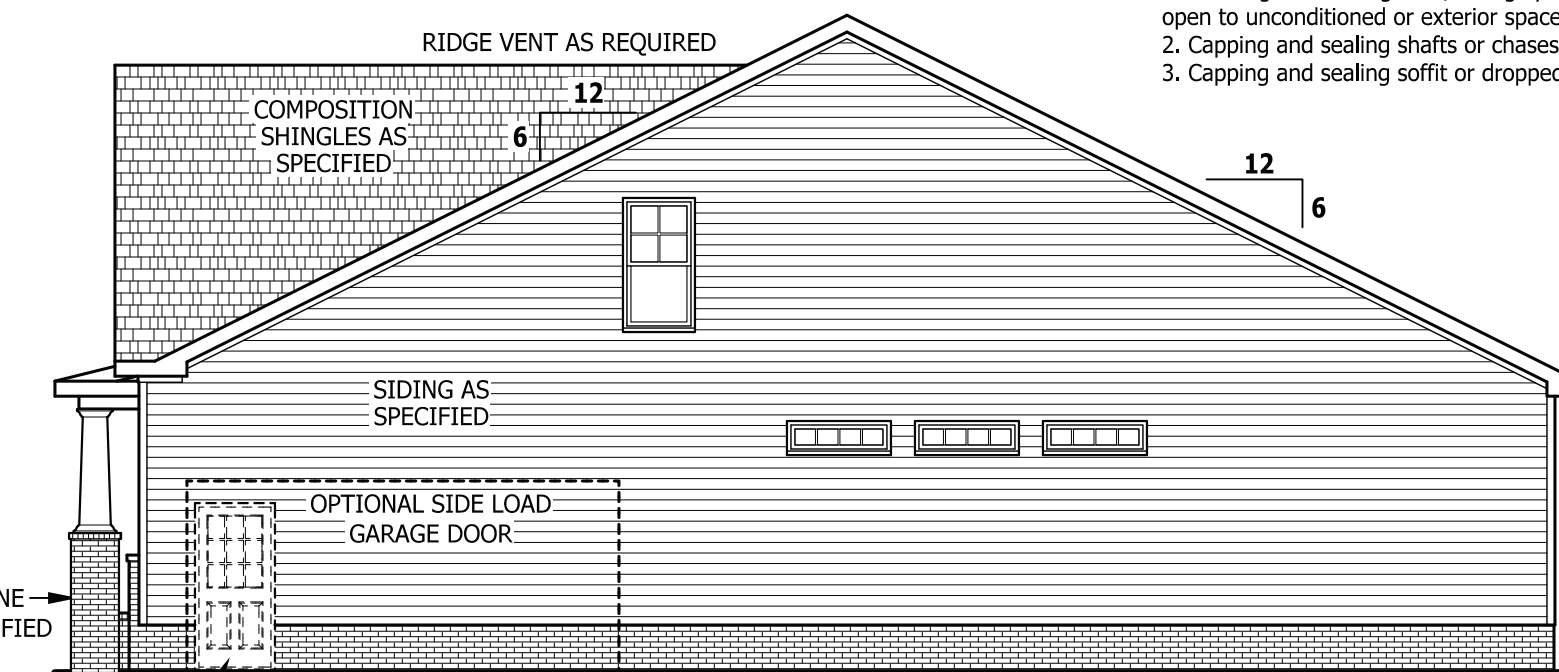 open to unconditioned or exterior space
2. Capping and sealing shafts or chases
3. Capping and sealing soffit or dropped
RIDGE VENT AS REQUIRED
12
6
COMPOSITION
SHINGLES AS
SPECIFIED
12
6
SIDING AS
SPECIFIED
OPTIONAL SIDE LOAD
GARAGE DOOR
NE
FIED